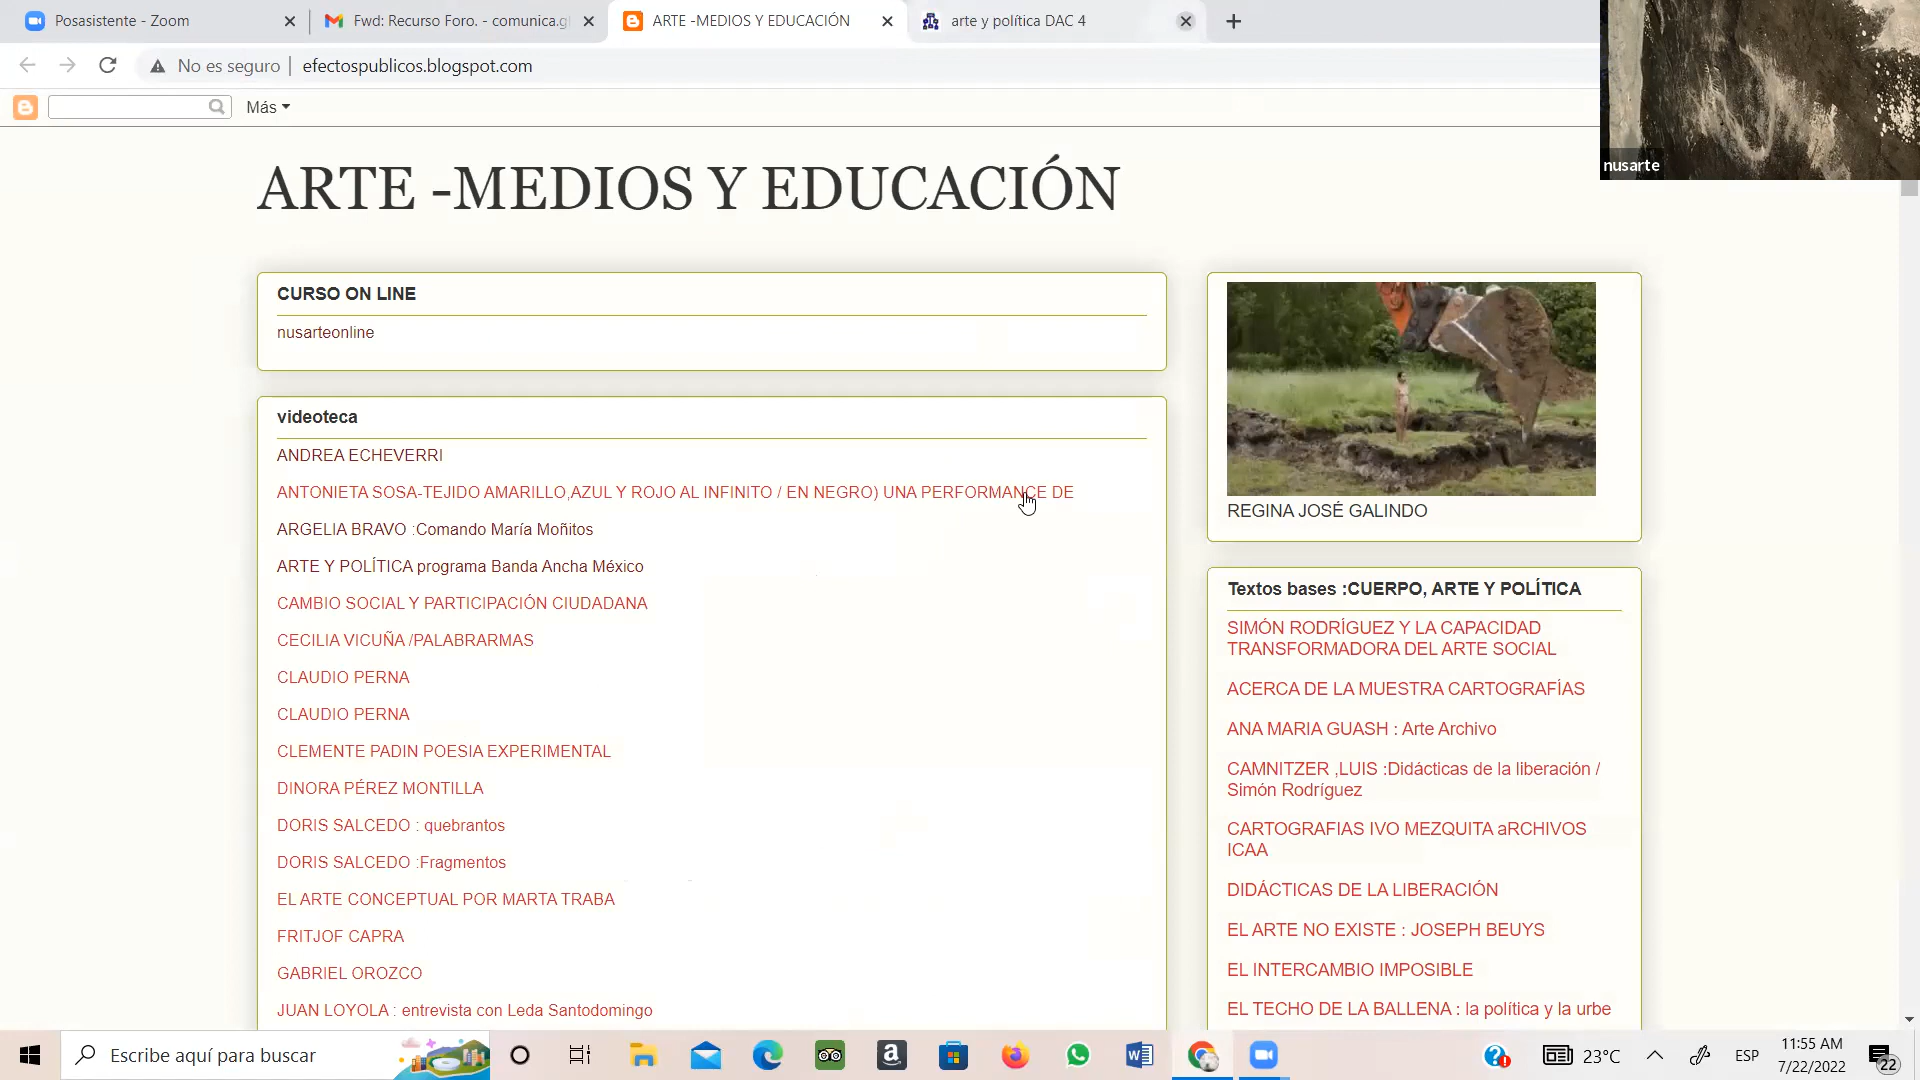 Posasistente - Zoom
Fwd: Recurso Foro. - comunica.g
ARTE -MEDIOS Y EDUCACIÓN
arte y política DAC 4
No es seguro
efectospublicos.blogspot.com
Más
nusarte
ARTE -MEDIOS Y EDUCACIÓN
CURSO ON LINE
nusarteonline
videoteca
ANDREA ECHEVERRI
ANTONIETA SOSA-TEJIDO AMARILLO,AZUL Y ROJO AL INFINITO / EN NEGRO) UNA PERFORMANCE DE
ARGELIA BRAVO :Comando María Moñitos
ARTE Y POLÍTICA programa Banda Ancha México
CAMBIO SOCIAL Y PARTICIPACIÓN CIUDADANA
CECILIA VICUÑA /PALABRARMAS
CLAUDIO PERNA
CLAUDIO PERNA
CLEMENTE PADIN POESIA EXPERIMENTAL
DINORA PÉREZ MONTILLA
DORIS SALCEDO : quebrantos
DORIS SALCEDO :Fragmentos
EL ARTE CONCEPTUAL POR MARTA TRABA
FRITJOF CAPRA
GABRIEL OROZCO
JUAN LOYOLA : entrevista con Leda Santodomingo
REGINA JOSÉ GALINDO
Textos bases :CUERPO, ARTE Y POLÍTICA
SIMÓN RODRÍGUEZ Y LA CAPACIDAD
TRANSFORMADORA DEL ARTE SOCIAL
ACERCA DE LA MUESTRA CARTOGRAFÍAS
ANA MARIA GUASH : Arte Archivo
CAMNITZER ,LUIS :Didácticas de la liberación /
Simón Rodríguez
CARTOGRAFIAS IVO MEZQUITA aRCHIVOS
ICAA
DIDÁCTICAS DE LA LIBERACIÓN
EL ARTE NO EXISTE : JOSEPH BEUYS
EL INTERCAMBIO IMPOSIBLE
EL TECHO DE LA BALLENA : la política y la urbe
Escribe aquí para buscar
23°C
ESP
11:55 AM
7/22/2022
22